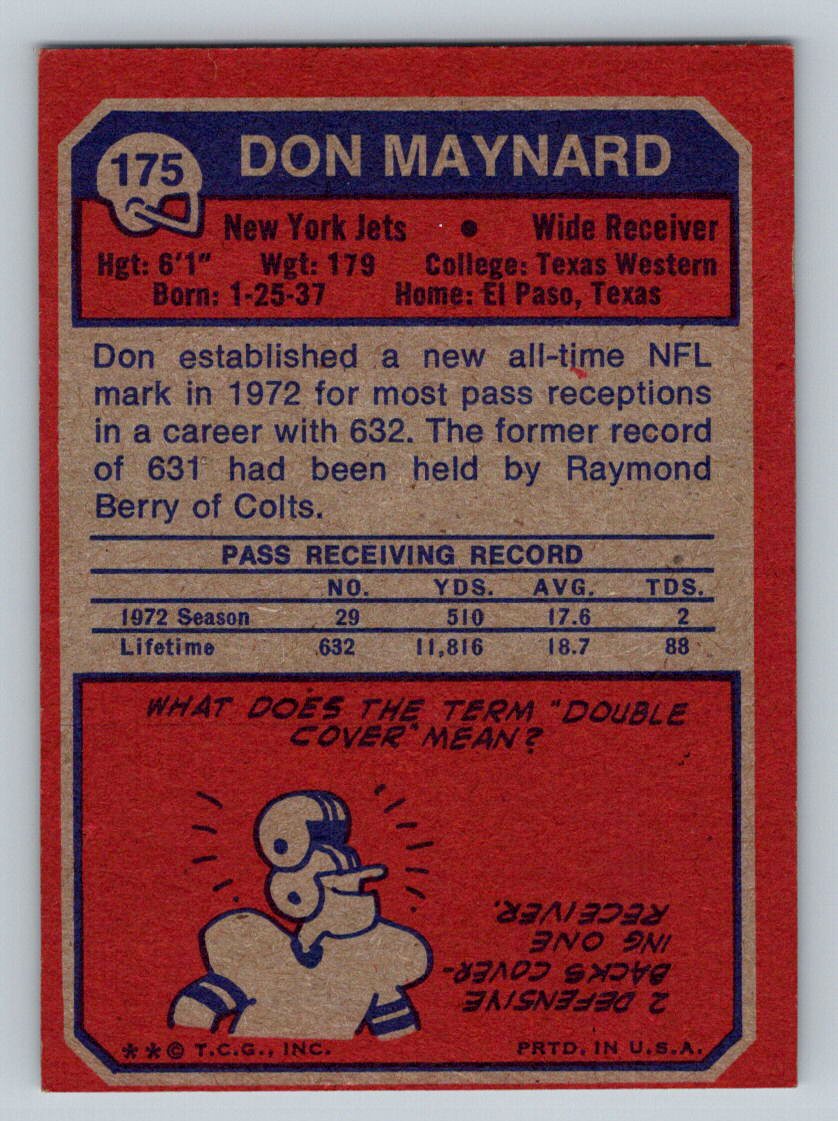 175
DON MAYNARD
New York Jets • Wide Receiver
Hgt: 6'1" Wgt: 179 College: Texas Western
Born: 1-25-37 Home: El Paso, Texas
Don established a new all-time NFL
mark in 1972 for most pass receptions
in a career with 632. The former record
of 631 had been held by Raymond
Berry of Colts.
PASS RECEIVING RECORD
NO. YDS. AVG. TDS.
1972 Season 29 510 17.6 2
Lifetime 632 11,816 18.7 88
WHAT DOES THE TERM "DOUBLE
COVER" MEAN?
2 DEFENSIVE
BACKS COVER-
ING ONE
RECEIVER.
**© T.C.G., INC. PRTD. IN U.S.A.